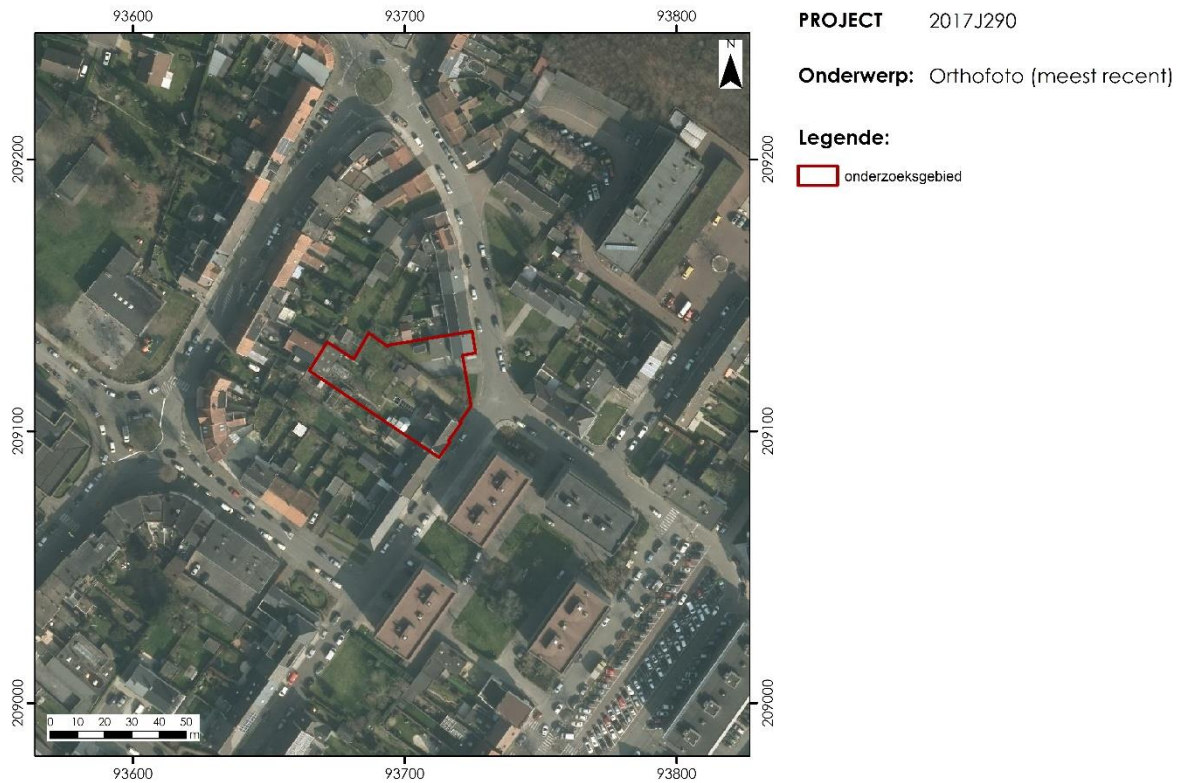 93600 93700 93800
PROJECT 2017J290
Onderwerp: Orthofoto (meest recent)
Legende:
onderzoeksgebied
N
209200 209200
209100 209100
209000 209000
0 10 20 30 40 50
m
93600 93700 93800